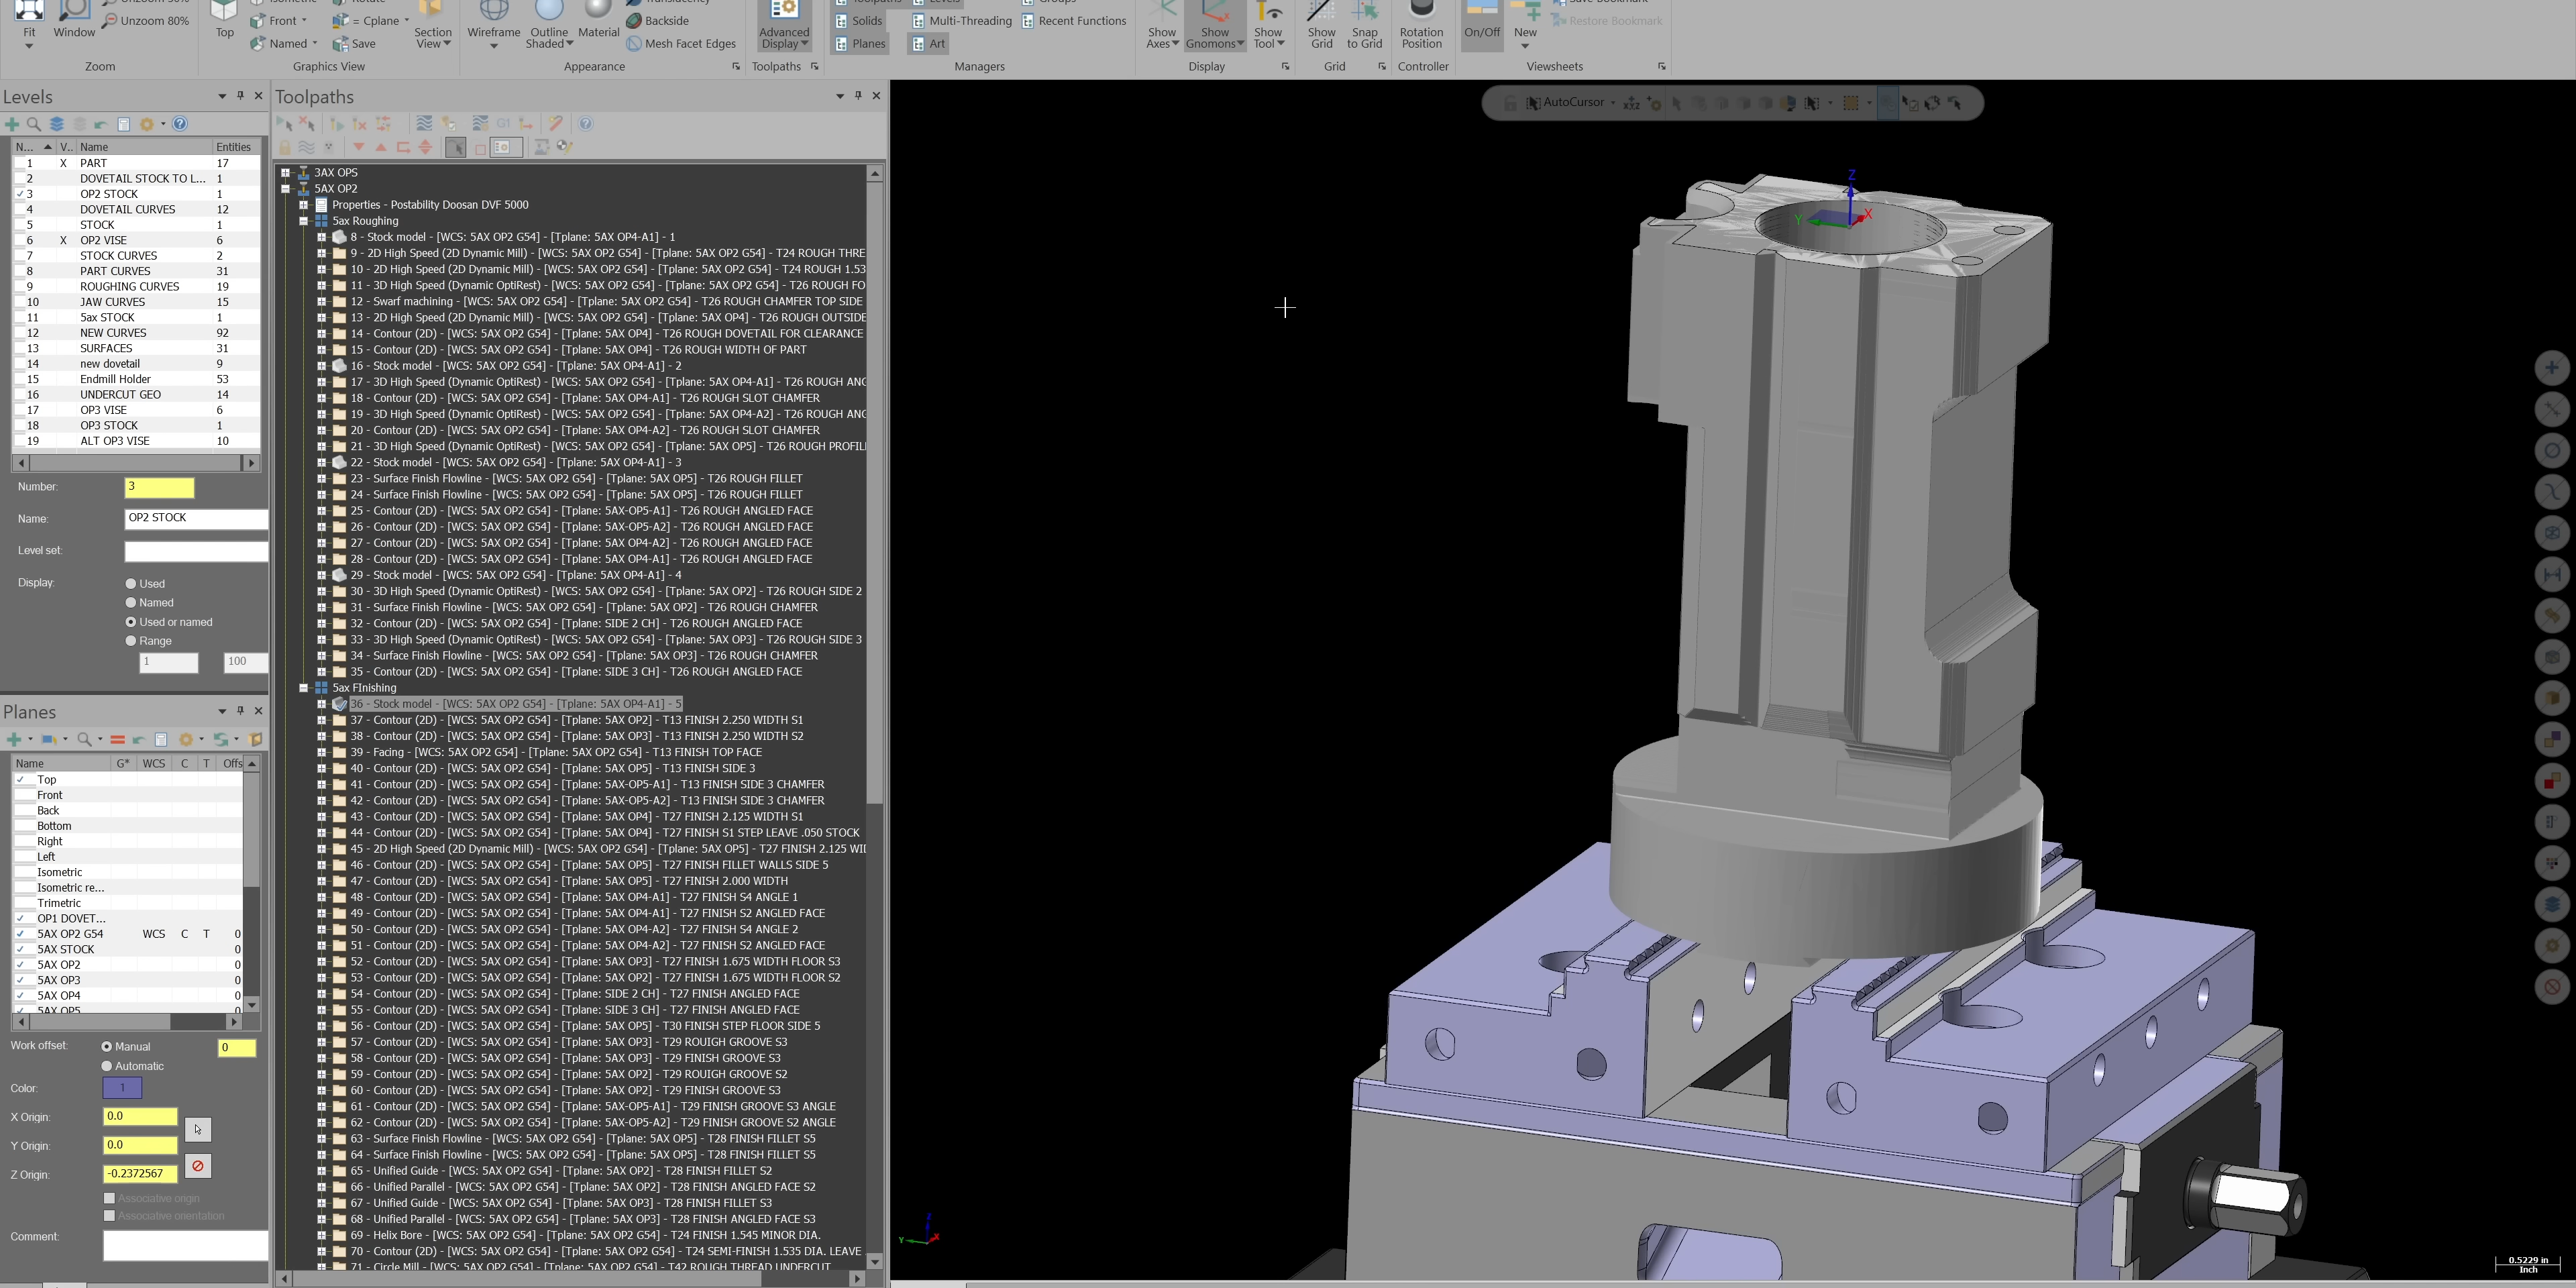 Unzoom 80%
Fit
Window
Zoom
Front
Named
Top
= Cplane
Save
Section View
Graphics View
Wireframe
Outline Shaded
Material
Translucency
Backside
Mesh Facet Edges
Appearance
Advanced Display
Toolpaths
Solids
Planes
Multi-Threading
Art
Recent Functions
Managers
Show Axes
Show Gnomons
Show Tool
Display
Show Grid
Snap to Grid
Grid
Rotation Position
Controller
On/Off
New
Restore Bookmark
Viewsheets
Levels
N... V.. Name Entities
1 X PART 17
2 DOVETAIL STOCK TO L... 1
3 OP2 STOCK 1
4 DOVETAIL CURVES 12
5 STOCK 1
6 X OP2 VISE 6
7 STOCK CURVES 2
8 PART CURVES 31
9 ROUGHING CURVES 19
10 JAW CURVES 15
11 5ax STOCK 1
12 NEW CURVES 92
13 SURFACES 31
14 new dovetail 9
15 Endmill Holder 53
16 UNDERCUT GEO 14
17 OP3 VISE 6
18 OP3 STOCK 1
19 ALT OP3 VISE 10
Number: 3
Name: OP2 STOCK
Level set:
Display:
Used
Named
Used or named
Range
1 100
Planes
Name G* WCS C T Offs
Top
Front
Back
Bottom
Right
Left
Isometric
Isometric re...
Trimetric
OP1 DOVET...
5AX OP2 G54 WCS C T 0
5AX STOCK 0
5AX OP2 0
5AX OP3 0
5AX OP4 0
5AX OP5 0
Work offset: Manual 0
Automatic
Color: 1
X Origin: 0.0
Y Origin: 0.0
Z Origin: -0.2372567
Associative origin
Associative orientation
Comment:
Toolpaths
3AX OPS
5AX OP2
Properties - Postability Doosan DVF 5000
5ax Roughing
8 - Stock model - [WCS: 5AX OP2 G54] - [Tplane: 5AX OP4-A1] - 1
9 - 2D High Speed (2D Dynamic Mill) - [WCS: 5AX OP2 G54] - [Tplane: 5AX OP2 G54] - T24 ROUGH THRE
10 - 2D High Speed (2D Dynamic Mill) - [WCS: 5AX OP2 G54] - [Tplane: 5AX OP2 G54] - T24 ROUGH 1.53
11 - 3D High Speed (Dynamic OptiRest) - [WCS: 5AX OP2 G54] - [Tplane: 5AX OP2 G54] - T26 ROUGH FO
12 - Swarf machining - [WCS: 5AX OP2 G54] - [Tplane: 5AX OP2 G54] - T26 ROUGH CHAMFER TOP SIDE
13 - 2D High Speed (2D Dynamic Mill) - [WCS: 5AX OP2 G54] - [Tplane: 5AX OP4] - T26 ROUGH OUTSIDE
14 - Contour (2D) - [WCS: 5AX OP2 G54] - [Tplane: 5AX OP4] - T26 ROUGH DOVETAIL FOR CLEARANCE
15 - Contour (2D) - [WCS: 5AX OP2 G54] - [Tplane: 5AX OP4] - T26 ROUGH WIDTH OF PART
16 - Stock model - [WCS: 5AX OP2 G54] - [Tplane: 5AX OP4-A1] - 2
17 - 3D High Speed (Dynamic OptiRest) - [WCS: 5AX OP2 G54] - [Tplane: 5AX OP4-A1] - T26 ROUGH ANG
18 - Contour (2D) - [WCS: 5AX OP2 G54] - [Tplane: 5AX OP4-A1] - T26 ROUGH SLOT CHAMFER
19 - 3D High Speed (Dynamic OptiRest) - [WCS: 5AX OP2 G54] - [Tplane: 5AX OP4-A2] - T26 ROUGH ANG
20 - Contour (2D) - [WCS: 5AX OP2 G54] - [Tplane: 5AX OP4-A2] - T26 ROUGH SLOT CHAMFER
21 - 3D High Speed (Dynamic OptiRest) - [WCS: 5AX OP2 G54] - [Tplane: 5AX OP5] - T26 ROUGH PROFIL
22 - Stock model - [WCS: 5AX OP2 G54] - [Tplane: 5AX OP4-A1] - 3
23 - Surface Finish Flowline - [WCS: 5AX OP2 G54] - [Tplane: 5AX OP5] - T26 ROUGH FILLET
24 - Surface Finish Flowline - [WCS: 5AX OP2 G54] - [Tplane: 5AX OP5] - T26 ROUGH FILLET
25 - Contour (2D) - [WCS: 5AX OP2 G54] - [Tplane: 5AX-OP5-A1] - T26 ROUGH ANGLED FACE
26 - Contour (2D) - [WCS: 5AX OP2 G54] - [Tplane: 5AX-OP5-A2] - T26 ROUGH ANGLED FACE
27 - Contour (2D) - [WCS: 5AX OP2 G54] - [Tplane: 5AX OP4-A2] - T26 ROUGH ANGLED FACE
28 - Contour (2D) - [WCS: 5AX OP2 G54] - [Tplane: 5AX OP4-A1] - T26 ROUGH ANGLED FACE
29 - Stock model - [WCS: 5AX OP2 G54] - [Tplane: 5AX OP4-A1] - 4
30 - 3D High Speed (Dynamic OptiRest) - [WCS: 5AX OP2 G54] - [Tplane: 5AX OP2] - T26 ROUGH SIDE 2
31 - Surface Finish Flowline - [WCS: 5AX OP2 G54] - [Tplane: 5AX OP2] - T26 ROUGH CHAMFER
32 - Contour (2D) - [WCS: 5AX OP2 G54] - [Tplane: SIDE 2 CH] - T26 ROUGH ANGLED FACE
33 - 3D High Speed (Dynamic OptiRest) - [WCS: 5AX OP2 G54] - [Tplane: 5AX OP3] - T26 ROUGH SIDE 3
34 - Surface Finish Flowline - [WCS: 5AX OP2 G54] - [Tplane: 5AX OP3] - T26 ROUGH CHAMFER
35 - Contour (2D) - [WCS: 5AX OP2 G54] - [Tplane: SIDE 3 CH] - T26 ROUGH ANGLED FACE
5ax FInishing
36 - Stock model - [WCS: 5AX OP2 G54] - [Tplane: 5AX OP4-A1] - 5
37 - Contour (2D) - [WCS: 5AX OP2 G54] - [Tplane: 5AX OP2] - T13 FINISH 2.250 WIDTH S1
38 - Contour (2D) - [WCS: 5AX OP2 G54] - [Tplane: 5AX OP3] - T13 FINISH 2.250 WIDTH S2
39 - Facing - [WCS: 5AX OP2 G54] - [Tplane: 5AX OP2 G54] - T13 FINISH TOP FACE
40 - Contour (2D) - [WCS: 5AX OP2 G54] - [Tplane: 5AX OP5] - T13 FINISH SIDE 3
41 - Contour (2D) - [WCS: 5AX OP2 G54] - [Tplane: 5AX-OP5-A1] - T13 FINISH SIDE 3 CHAMFER
42 - Contour (2D) - [WCS: 5AX OP2 G54] - [Tplane: 5AX-OP5-A2] - T13 FINISH SIDE 3 CHAMFER
43 - Contour (2D) - [WCS: 5AX OP2 G54] - [Tplane: 5AX OP4] - T27 FINISH 2.125 WIDTH S1
44 - Contour (2D) - [WCS: 5AX OP2 G54] - [Tplane: 5AX OP4] - T27 FINISH S1 STEP LEAVE .050 STOCK
45 - 2D High Speed (2D Dynamic Mill) - [WCS: 5AX OP2 G54] - [Tplane: 5AX OP5] - T27 FINISH 2.125 WI
46 - Contour (2D) - [WCS: 5AX OP2 G54] - [Tplane: 5AX OP5] - T27 FINISH FILLET WALLS SIDE 5
47 - Contour (2D) - [WCS: 5AX OP2 G54] - [Tplane: 5AX OP5] - T27 FINISH 2.000 WIDTH
48 - Contour (2D) - [WCS: 5AX OP2 G54] - [Tplane: 5AX OP4-A1] - T27 FINISH S4 ANGLE 1
49 - Contour (2D) - [WCS: 5AX OP2 G54] - [Tplane: 5AX OP4-A1] - T27 FINISH S2 ANGLED FACE
50 - Contour (2D) - [WCS: 5AX OP2 G54] - [Tplane: 5AX OP4-A2] - T27 FINISH S4 ANGLE 2
51 - Contour (2D) - [WCS: 5AX OP2 G54] - [Tplane: 5AX OP4-A2] - T27 FINISH S2 ANGLED FACE
52 - Contour (2D) - [WCS: 5AX OP2 G54] - [Tplane: 5AX OP3] - T27 FINISH 1.675 WIDTH FLOOR S3
53 - Contour (2D) - [WCS: 5AX OP2 G54] - [Tplane: 5AX OP2] - T27 FINISH 1.675 WIDTH FLOOR S2
54 - Contour (2D) - [WCS: 5AX OP2 G54] - [Tplane: SIDE 2 CH] - T27 FINISH ANGLED FACE
55 - Contour (2D) - [WCS: 5AX OP2 G54] - [Tplane: SIDE 3 CH] - T27 FINISH ANGLED FACE
56 - Contour (2D) - [WCS: 5AX OP2 G54] - [Tplane: 5AX OP5] - T30 FINISH STEP FLOOR SIDE 5
57 - Contour (2D) - [WCS: 5AX OP2 G54] - [Tplane: 5AX OP3] - T29 ROUIGH GROOVE S3
58 - Contour (2D) - [WCS: 5AX OP2 G54] - [Tplane: 5AX OP3] - T29 FINISH GROOVE S3
59 - Contour (2D) - [WCS: 5AX OP2 G54] - [Tplane: 5AX OP2] - T29 ROUIGH GROOVE S2
60 - Contour (2D) - [WCS: 5AX OP2 G54] - [Tplane: 5AX OP2] - T29 FINISH GROOVE S3
61 - Contour (2D) - [WCS: 5AX OP2 G54] - [Tplane: 5AX-OP5-A1] - T29 FINISH GROOVE S3 ANGLE
62 - Contour (2D) - [WCS: 5AX OP2 G54] - [Tplane: 5AX-OP5-A2] - T29 FINISH GROOVE S2 ANGLE
63 - Surface Finish Flowline - [WCS: 5AX OP2 G54] - [Tplane: 5AX OP5] - T28 FINISH FILLET S5
64 - Surface Finish Flowline - [WCS: 5AX OP2 G54] - [Tplane: 5AX OP5] - T28 FINISH FILLET S5
65 - Unified Guide - [WCS: 5AX OP2 G54] - [Tplane: 5AX OP2] - T28 FINISH FILLET S2
66 - Unified Parallel - [WCS: 5AX OP2 G54] - [Tplane: 5AX OP2] - T28 FINISH ANGLED FACE S2
67 - Unified Guide - [WCS: 5AX OP2 G54] - [Tplane: 5AX OP3] - T28 FINISH FILLET S3
68 - Unified Parallel - [WCS: 5AX OP2 G54] - [Tplane: 5AX OP3] - T28 FINISH ANGLED FACE S3
69 - Helix Bore - [WCS: 5AX OP2 G54] - [Tplane: 5AX OP2 G54] - T24 FINISH 1.545 MINOR DIA.
70 - Contour (2D) - [WCS: 5AX OP2 G54] - [Tplane: 5AX OP2 G54] - T24 SEMI-FINISH 1.535 DIA. LEAVE
71 - Circle Mill - [WCS: 5AX OP2 G54] - [Tplane: 5AX OP2 G54] - T42 ROUGH THREAD UNDERCUT
AutoCursor
Z
Y
X
0.5229 in
Inch